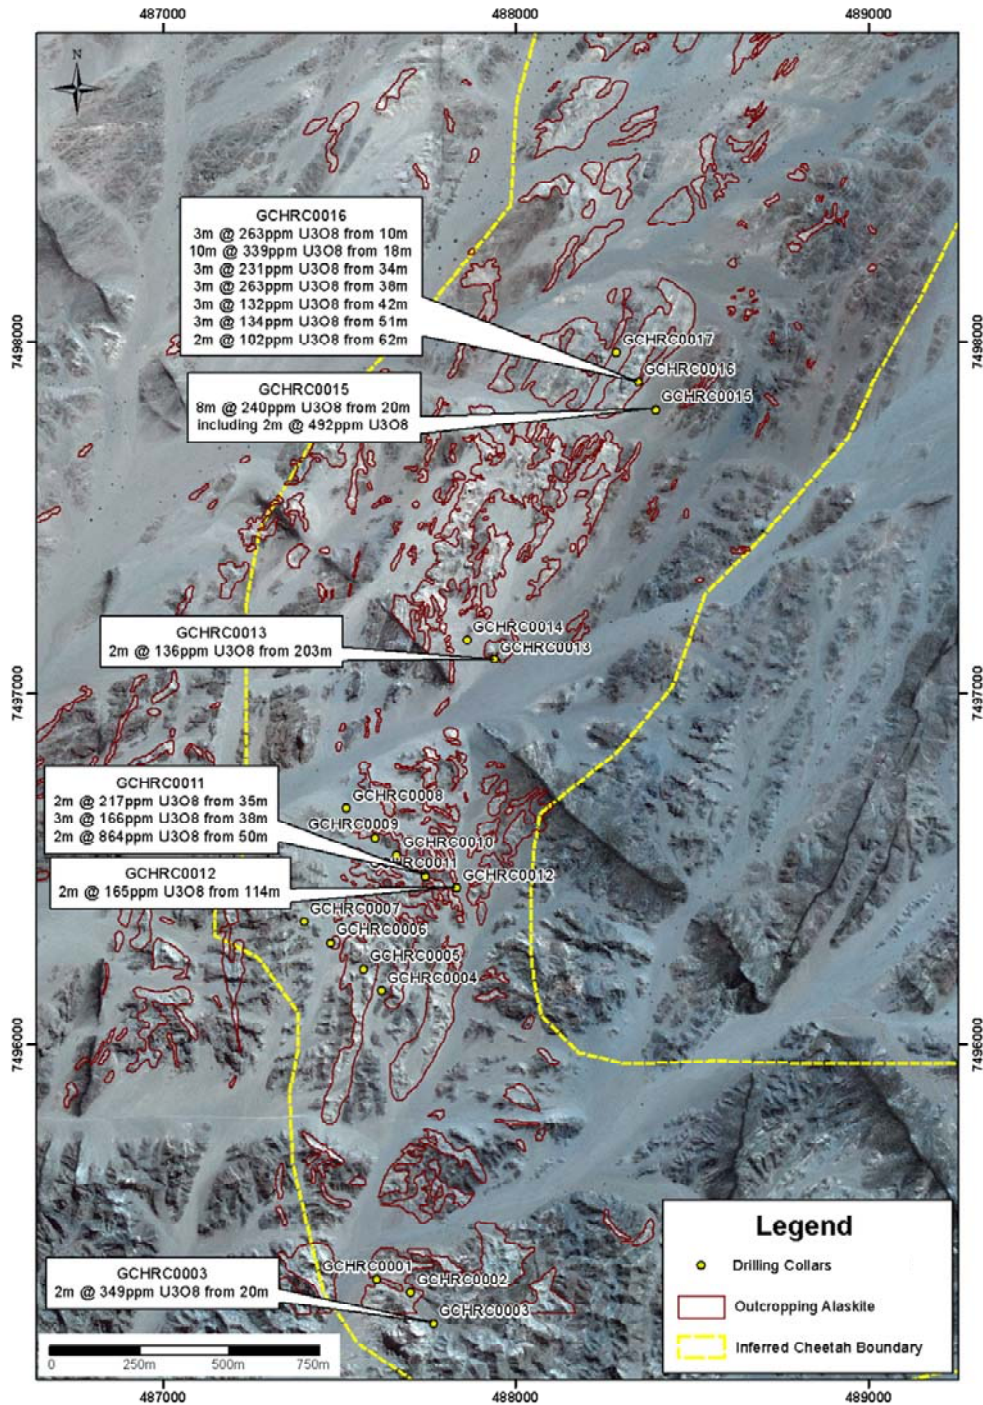 487000
488000
489000
N
GCHRC0016
3m @ 263ppm U3O8 from 10m
10m @ 339ppm U3O8 from 18m
3m @ 231ppm U3O8 from 34m
3m @ 263ppm U3O8 from 38m
3m @ 132ppm U3O8 from 42m
3m @ 134ppm U3O8 from 51m
2m @ 102ppm U3O8 from 62m
7498000
7498000
GCHRC0017
GCHRC0016
GCHRC0015
GCHRC0015
8m @ 240ppm U3O8 from 20m
including 2m @ 492ppm U3O8
GCHRC0014
GCHRC0013
GCHRC0013
2m @ 136ppm U3O8 from 203m
7497000
7497000
GCHRC0011
2m @ 217ppm U3O8 from 35m
3m @ 166ppm U3O8 from 38m
2m @ 864ppm U3O8 from 50m
GCHRC0008
GCHRC0009
GCHRC0010
GCHRC0011
GCHRC0012
GCHRC0012
2m @ 165ppm U3O8 from 114m
GCHRC0007
GCHRC0006
GCHRC0005
GCHRC0004
7496000
7496000
GCHRC0001
GCHRC0002
GCHRC0003
GCHRC0003
2m @ 349ppm U3O8 from 20m
0 250m 500m 750m
Legend
Drilling Collars
Outcropping Alaskite
Inferred Cheetah Boundary
487000
488000
489000